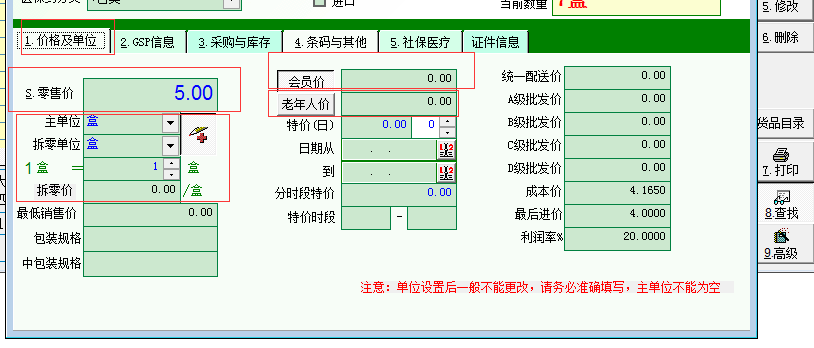 进口
当前数量
5.修改
1.价格及单位 2.GSP信息 3.采购与库存 4.条码与其他 5.社保医疗 证件信息
6.删除
S.零售价 5.00
会员价 0.00
统一配送价 0.00
老年人价 0.00
A级批发价 0.00
主单位 盒
特价(日) 0.00 0
B级批发价 0.00
货品目录
拆零单位 盒
日期从 . . 112
C级批发价 0.00
1盒 = 1 盒
到 . . 112
D级批发价 0.00
7.打印
拆零价 0.00 /盒
分时段特价 0.00
成本价 4.1650
最低销售价 0.00
特价时段 -
最后进价 4.0000
8.查找
包装规格
利润率% 20.0000
9.高级
中包装规格
注意：单位设置后一般不能更改，请务必准确填写，主单位不能为空